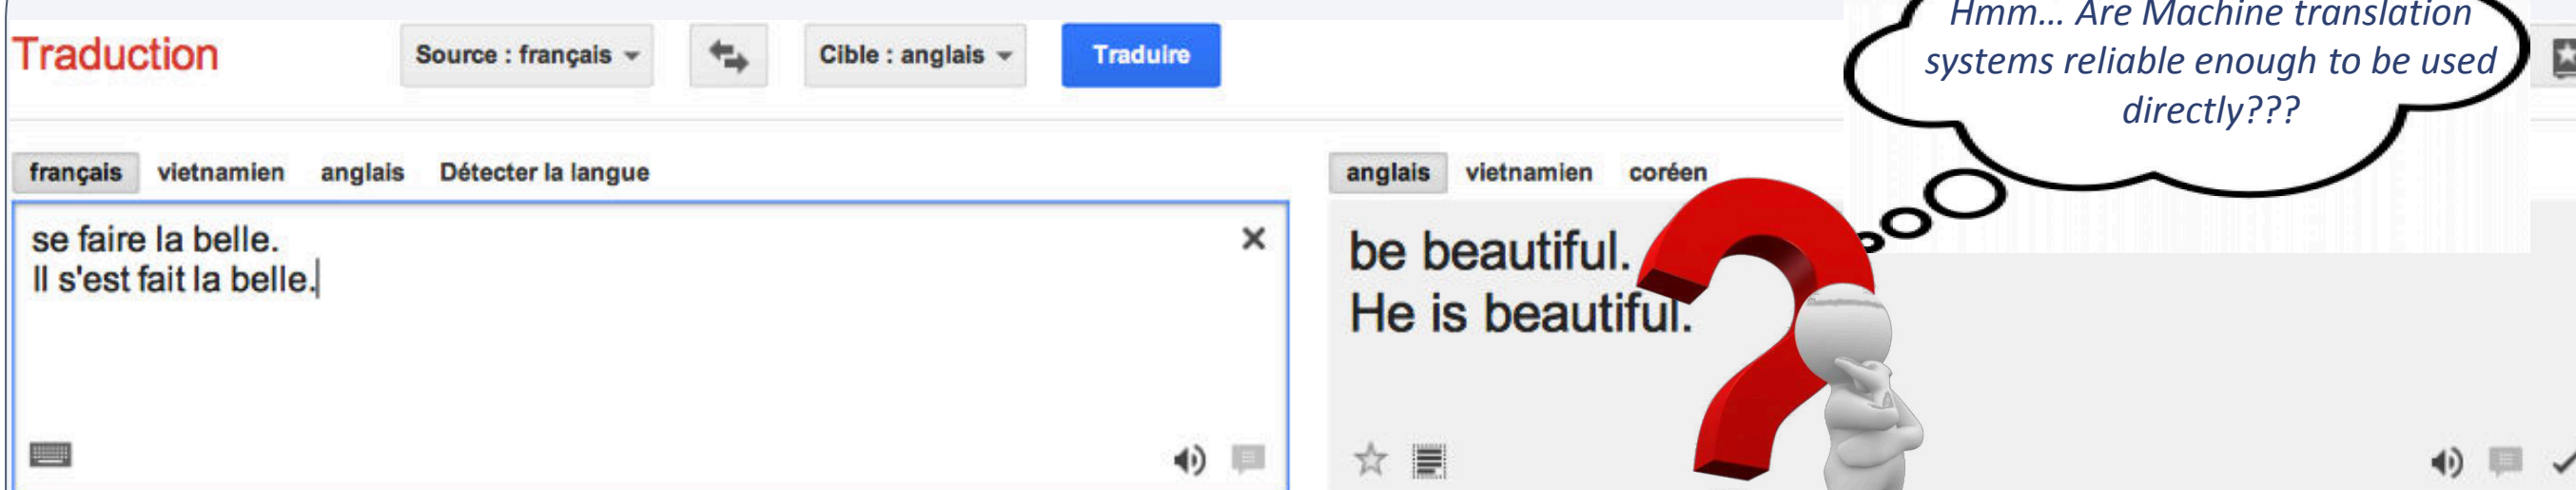 Hmm... Are Machine translation
systems reliable enough to be used
directly???
Traduction
Source : français
Cible : anglais
Traduire
français vietnamien anglais Détecter la langue
anglais vietnamien coréen
se faire la belle.
Il s'est fait la belle.
be beautiful.
He is beautiful.